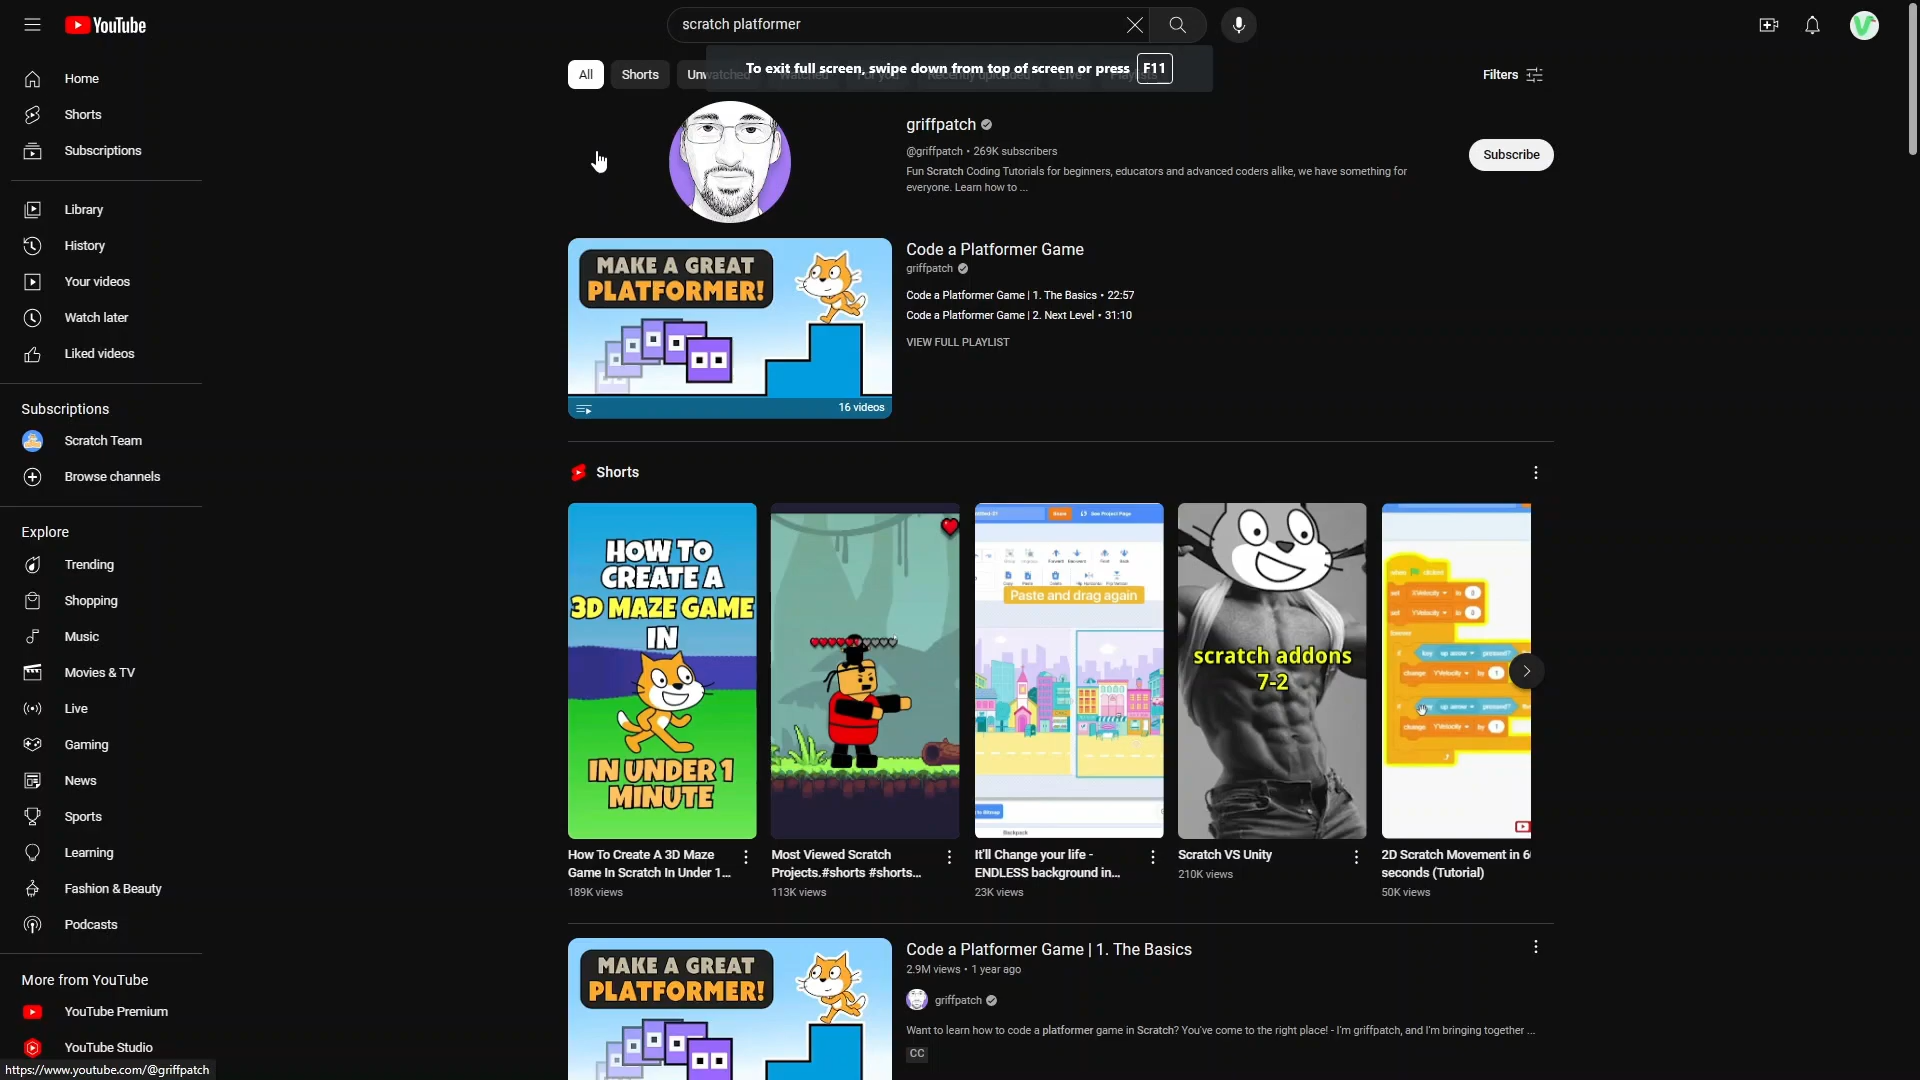 YouTube
scratch platformer
To exit full screen, swipe down from top of screen or press F11
All
Shorts
Filters
Home
Shorts
Subscriptions
Library
History
Your videos
Watch later
Liked videos
Subscriptions
Scratch Team
Browse channels
Explore
Trending
Shopping
Music
Movies & TV
Live
Gaming
News
Sports
Learning
Fashion & Beauty
Podcasts
More from YouTube
YouTube Premium
YouTube Studio
https://www.youtube.com/@griffpatch
griffpatch
@griffpatch • 269K subscribers
Fun Scratch Coding Tutorials for beginners, educators and advanced coders alike, we have something for
everyone. Learn how to ...
Subscribe
MAKE A GREAT
PLATFORMER!
16 videos
Code a Platformer Game
griffpatch
Code a Platformer Game | 1. The Basics • 22:57
Code a Platformer Game | 2. Next Level • 31:10
VIEW FULL PLAYLIST
Shorts
HOW TO
CREATE A
3D MAZE GAME
IN
IN UNDER 1
MINUTE
Paste and drag again
scratch addons
7-2
How To Create A 3D Maze
Game In Scratch In Under 1...
189K views
Most Viewed Scratch
Projects.#shorts #shorts...
113K views
It'll Change your life -
ENDLESS background in...
23K views
Scratch VS Unity
210K views
2D Scratch Movement in 6
seconds (Tutorial)
50K views
MAKE A GREAT
PLATFORMER!
Code a Platformer Game | 1. The Basics
2.9M views • 1 year ago
griffpatch
Want to learn how to code a platformer game in Scratch? You've come to the right place! - I'm griffpatch, and I'm bringing together ...
CC